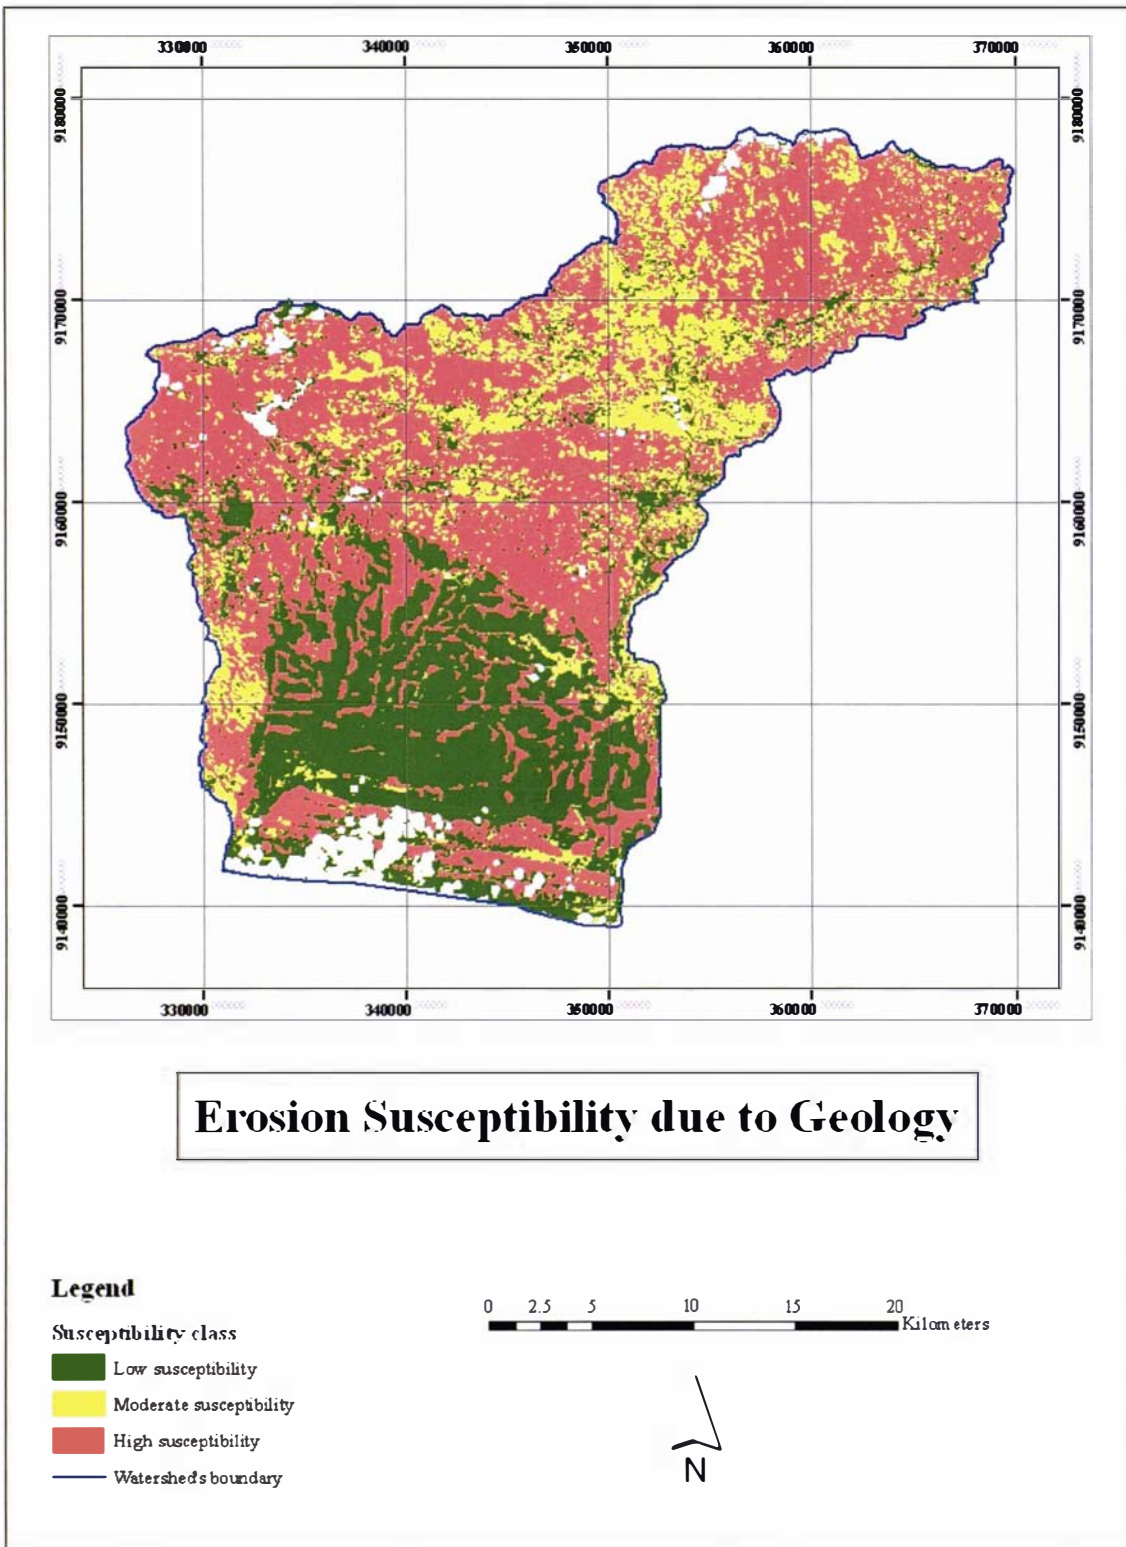 330000 340000 350000 360000 370000
9180000 9180000
9170000 9170000
9160000 9160000
9150000 9150000
9140000 9140000
330000 340000 350000 360000 370000
Erosion Susceptibility due to Geology
Legend
Susceptibility class
Low susceptibility
Moderate susceptibility
High susceptibility
Watershed's boundary
0 2.5 5 10 15 20
Kilometers
N